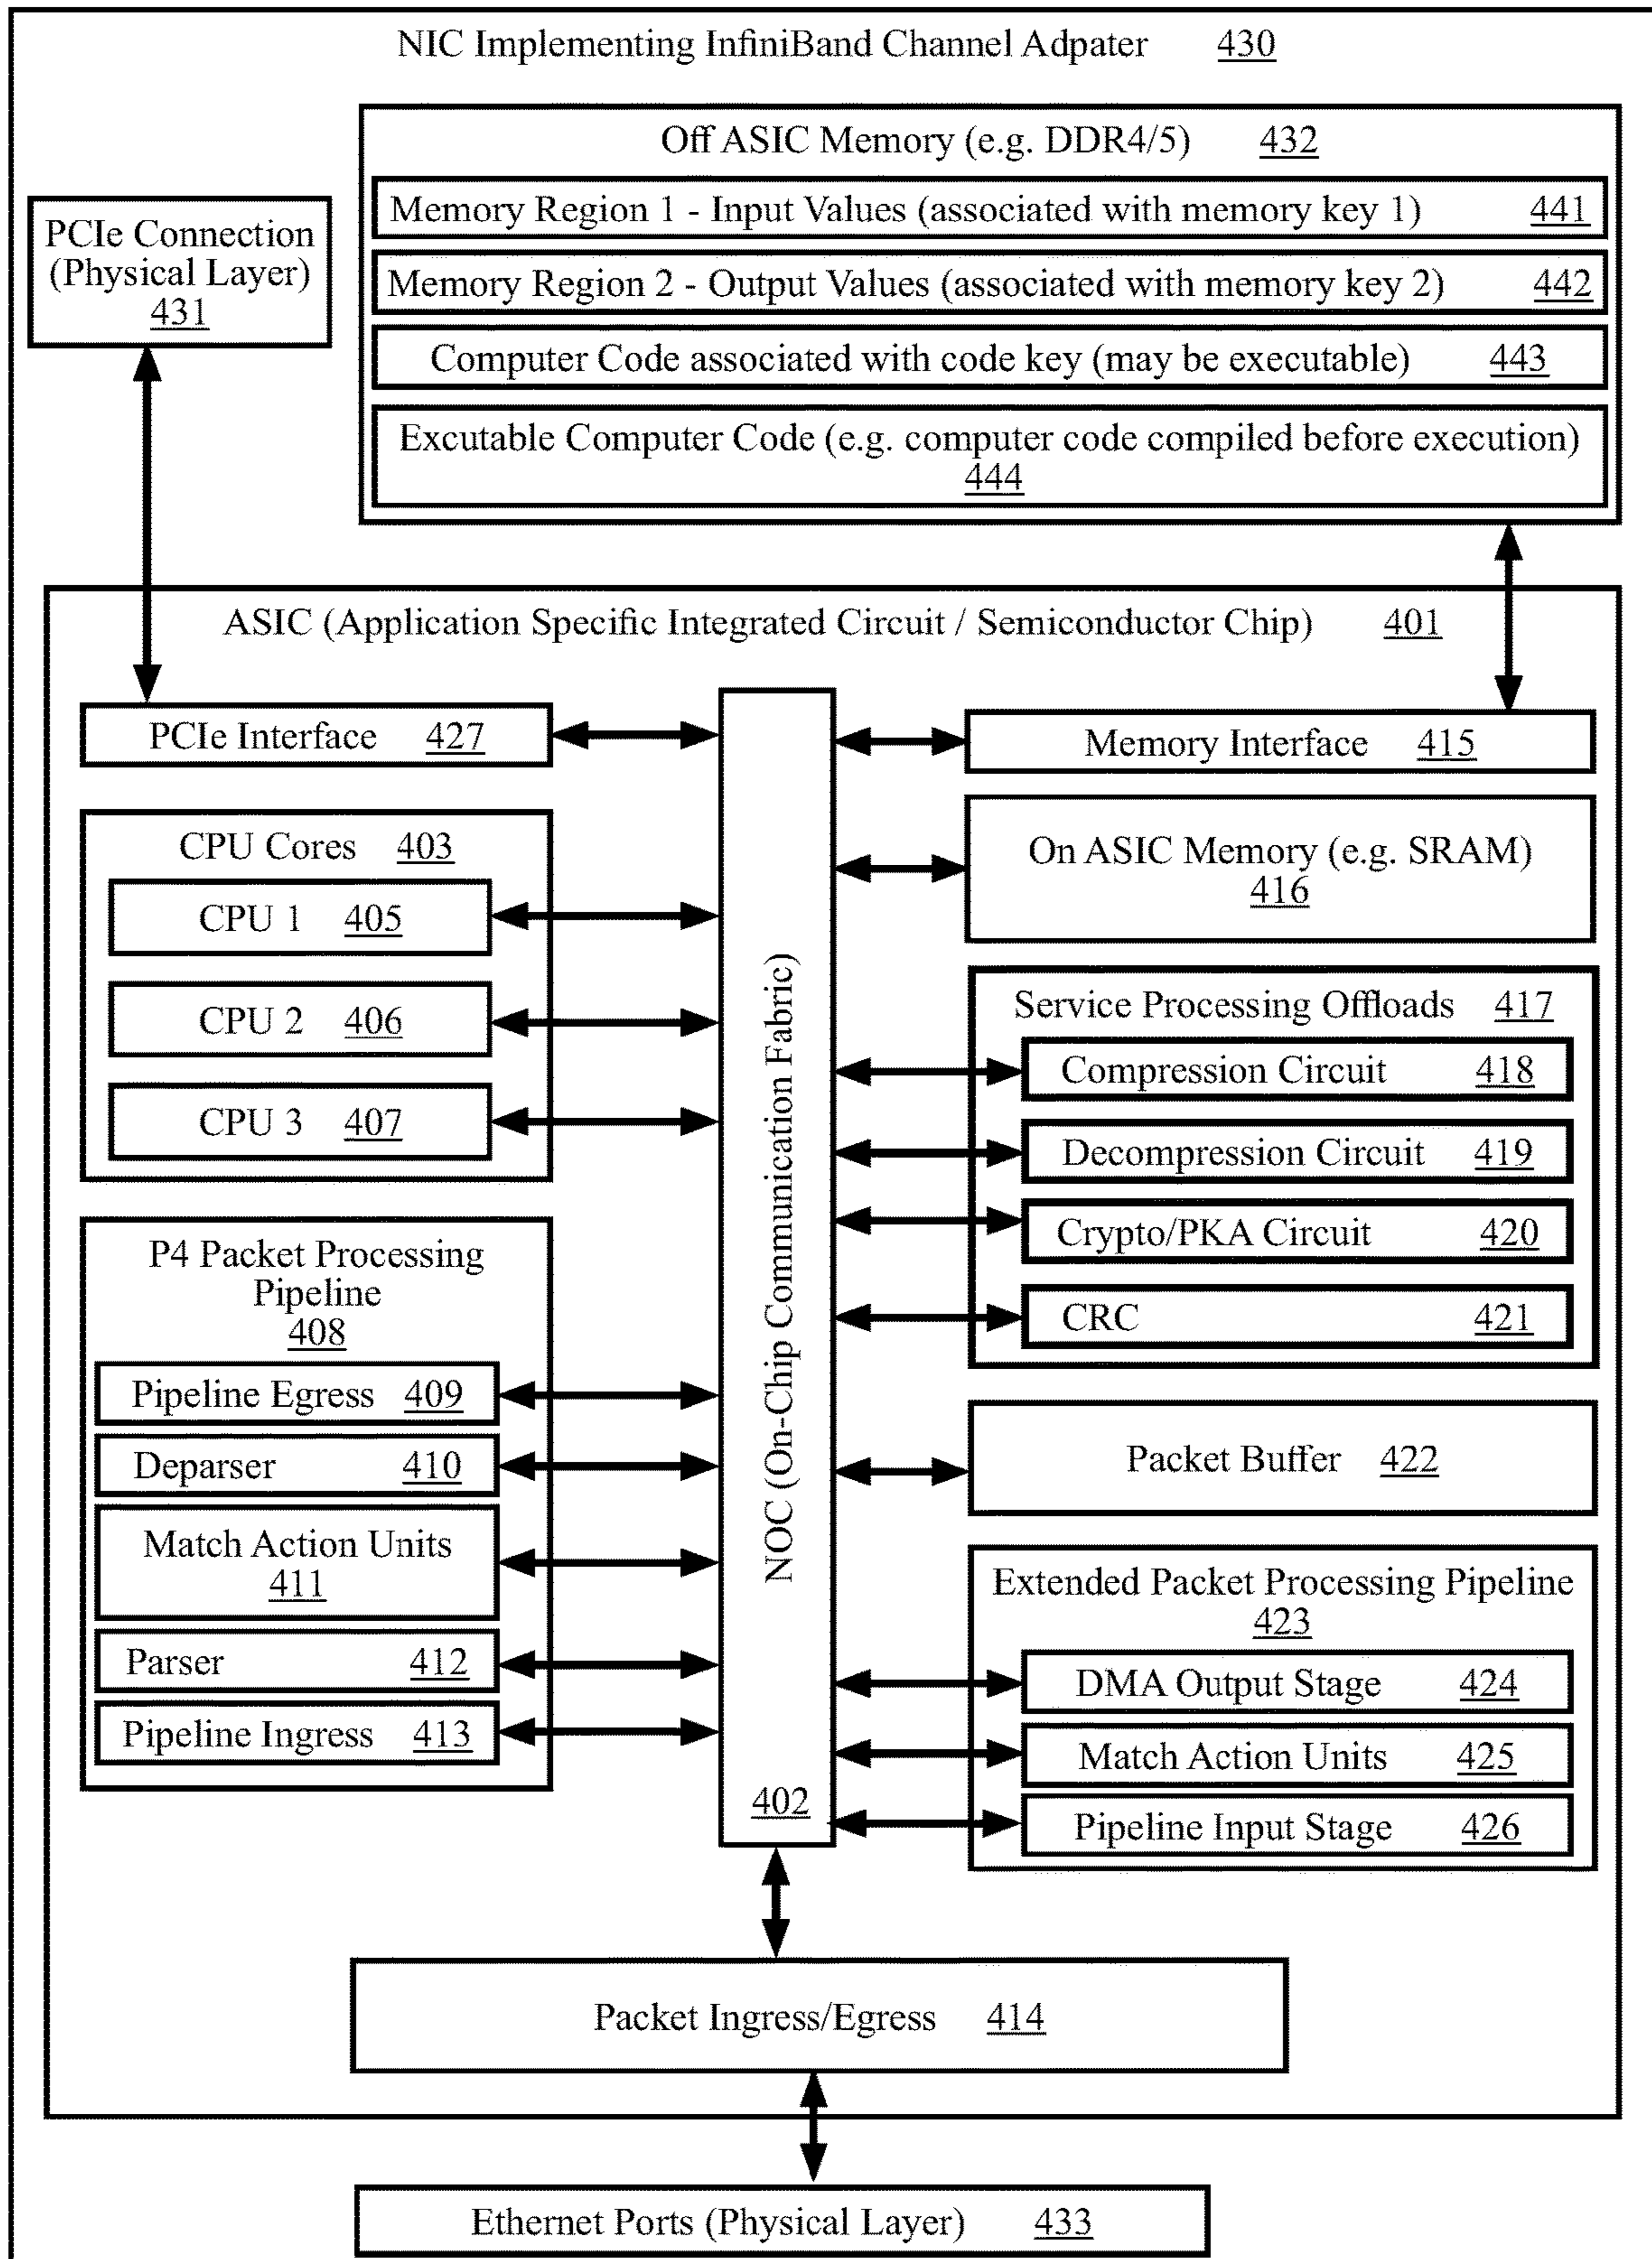 NIC Implementing InfiniBand Channel Adpater 430
Off ASIC Memory (e.g. DDR4/5) 432
Memory Region 1 - Input Values (associated with memory key 1) 441
Memory Region 2 - Output Values (associated with memory key 2) 442
Computer Code associated with code key (may be executable) 443
Excutable Computer Code (e.g. computer code compiled before execution)
444
PCIe Connection
(Physical Layer)
431
ASIC (Application Specific Integrated Circuit / Semiconductor Chip) 401
PCIe Interface 427
CPU Cores 403
CPU 1 405
CPU 2 406
CPU 3 407
P4 Packet Processing
Pipeline
408
Pipeline Egress 409
Deparser 410
Match Action Units
411
Parser 412
Pipeline Ingress 413
NOC (On-Chip Communication Fabric)
402
Memory Interface 415
On ASIC Memory (e.g. SRAM)
416
Service Processing Offloads 417
Compression Circuit 418
Decompression Circuit 419
Crypto/PKA Circuit 420
CRC 421
Packet Buffer 422
Extended Packet Processing Pipeline
423
DMA Output Stage 424
Match Action Units 425
Pipeline Input Stage 426
Packet Ingress/Egress 414
Ethernet Ports (Physical Layer) 433